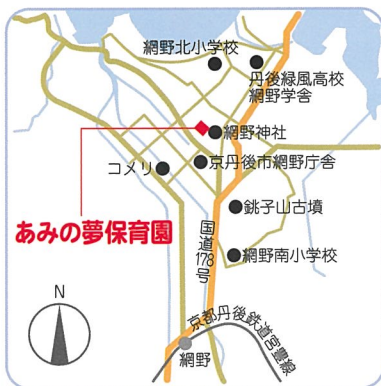 網野北小学校
丹後緑風高校
網野学舎
網野神社
コメリ
京丹後市網野庁舎
銚子山古墳
あみの夢保育園
国道178号
網野南小学校
N
京都丹後鉄道宮豊線
網野